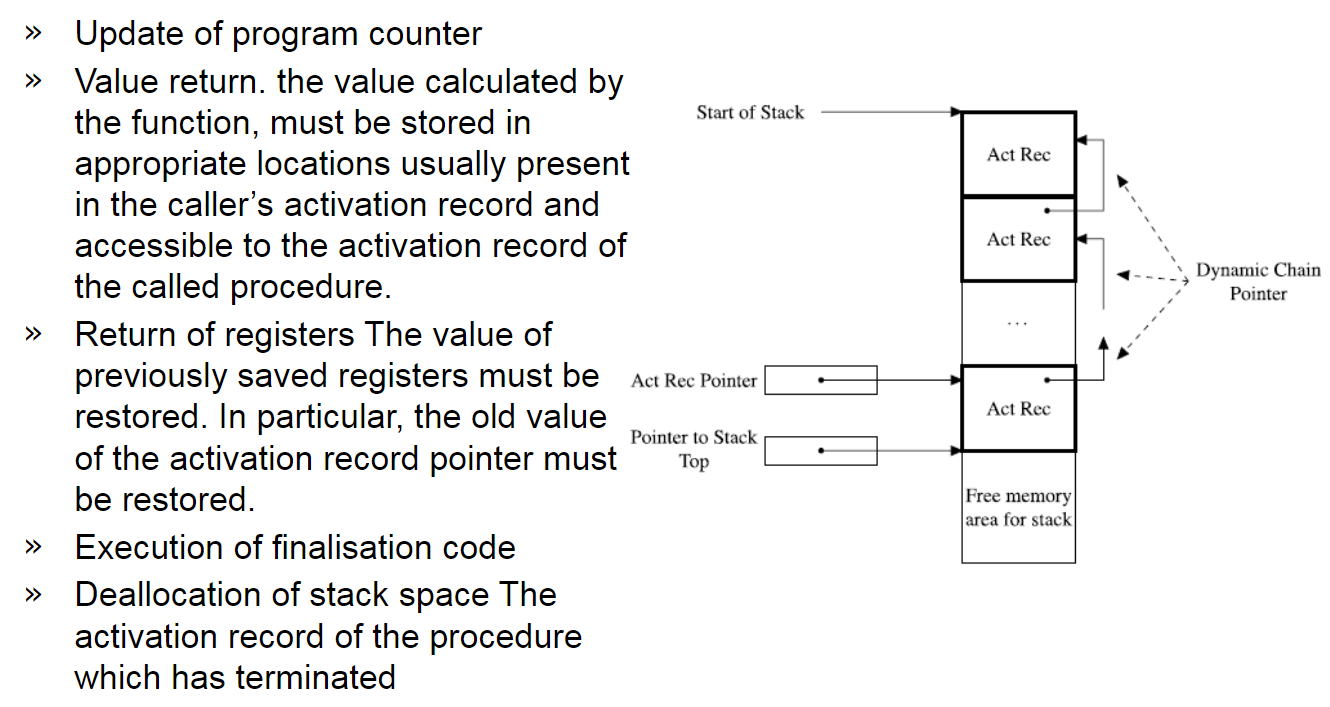 » Update of program counter
» Value return. the value calculated by
the function, must be stored in
appropriate locations usually present
in the caller’s activation record and
accessible to the activation record of
the called procedure.
» Return of registers The value of
previously saved registers must be
restored. In particular, the old value
of the activation record pointer must
be restored.
» Execution of finalisation code
» Deallocation of stack space The
activation record of the procedure
which has terminated
Start of Stack
Act Rec
Act Rec
Dynamic Chain
Pointer
...
Act Rec Pointer
Act Rec
Pointer to Stack
Top
Free memory
area for stack